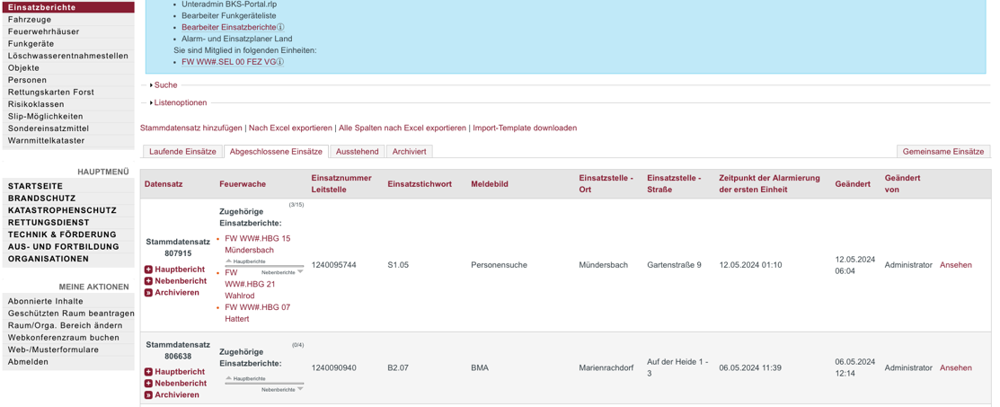 Einsatzberichte
Fahrzeuge
Feuerwehrhäuser
Funkgeräte
Löschwasserentnahmestellen
Objekte
Personen
Rettungskarten Forst
Risikoklassen
Slip-Möglichkeiten
Sondereinsatzmittel
Warnmittelkataster
HAUPTMENÜ
STARTSEITE
BRANDSCHUTZ
KATASTROPHENSCHUTZ
RETTUNGSDIENST
TECHNIK & FÖRDERUNG
AUS- UND FORTBILDUNG
ORGANISATIONEN
MEINE AKTIONEN
Abonnierte Inhalte
Geschützten Raum beantragen
Raum/Orga. Bereich ändern
Webkonferenzraum buchen
Web-/Musterformulare
Abmelden
Unteradmin BKS-Portal.rlp
Bearbeiter Funkgeräteliste
Bearbeiter Einsatzberichte
Alarm- und Einsatzplaner Land
Sie sind Mitglied in folgenden Einheiten:
FW WW#.SEL 00 FEZ VG
Suche
Listenoptionen
Stammdatensatz hinzufügen | Nach Excel exportieren | Alle Spalten nach Excel exportieren | Import-Template downloaden
Laufende Einsätze Abgeschlossene Einsätze Ausstehend Archiviert Gemeinsame Einsätze
Datensatz Feuerwache Einsatznummer Leitstelle Einsatzstichwort Meldebild Einsatzstelle - Ort Einsatzstelle - Straße Zeitpunkt der Alarmierung der ersten Einheit Geändert Geändert von
Stammdatensatz
807915
+ Hauptbericht
+ Nebenbericht
» Archivieren
(3/15)
Zugehörige
Einsatzberichte:
FW WW#.HBG 15
Mündersbach
Hauptberichte
Nebenberichte
FW
WW#.HBG 21
Wahlrod
FW WW#.HBG 07
Hattert
1240095744 S1.05 Personensuche Mündersbach Gartenstraße 9 12.05.2024 01:10 12.05.2024 06:04 Administrator Ansehen
Stammdatensatz
806638
+ Hauptbericht
+ Nebenbericht
» Archivieren
(0/4)
Zugehörige
Einsatzberichte:
Hauptberichte
Nebenberichte
1240090940 B2.07 BMA Marienrachdorf Auf der Heide 1 - 3 06.05.2024 11:39 06.05.2024 12:14 Administrator Ansehen